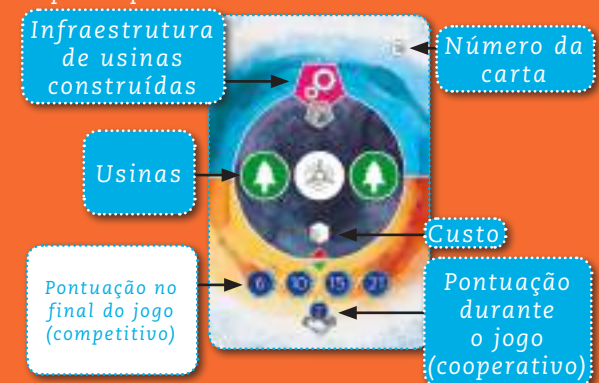 Infraestrutura
de usinas
construídas
Número da
carta
Usinas
Custo
Pontuação no
final do jogo
(competitivo)
6 10 15 21
Pontuação
durante
o jogo
(cooperativo)